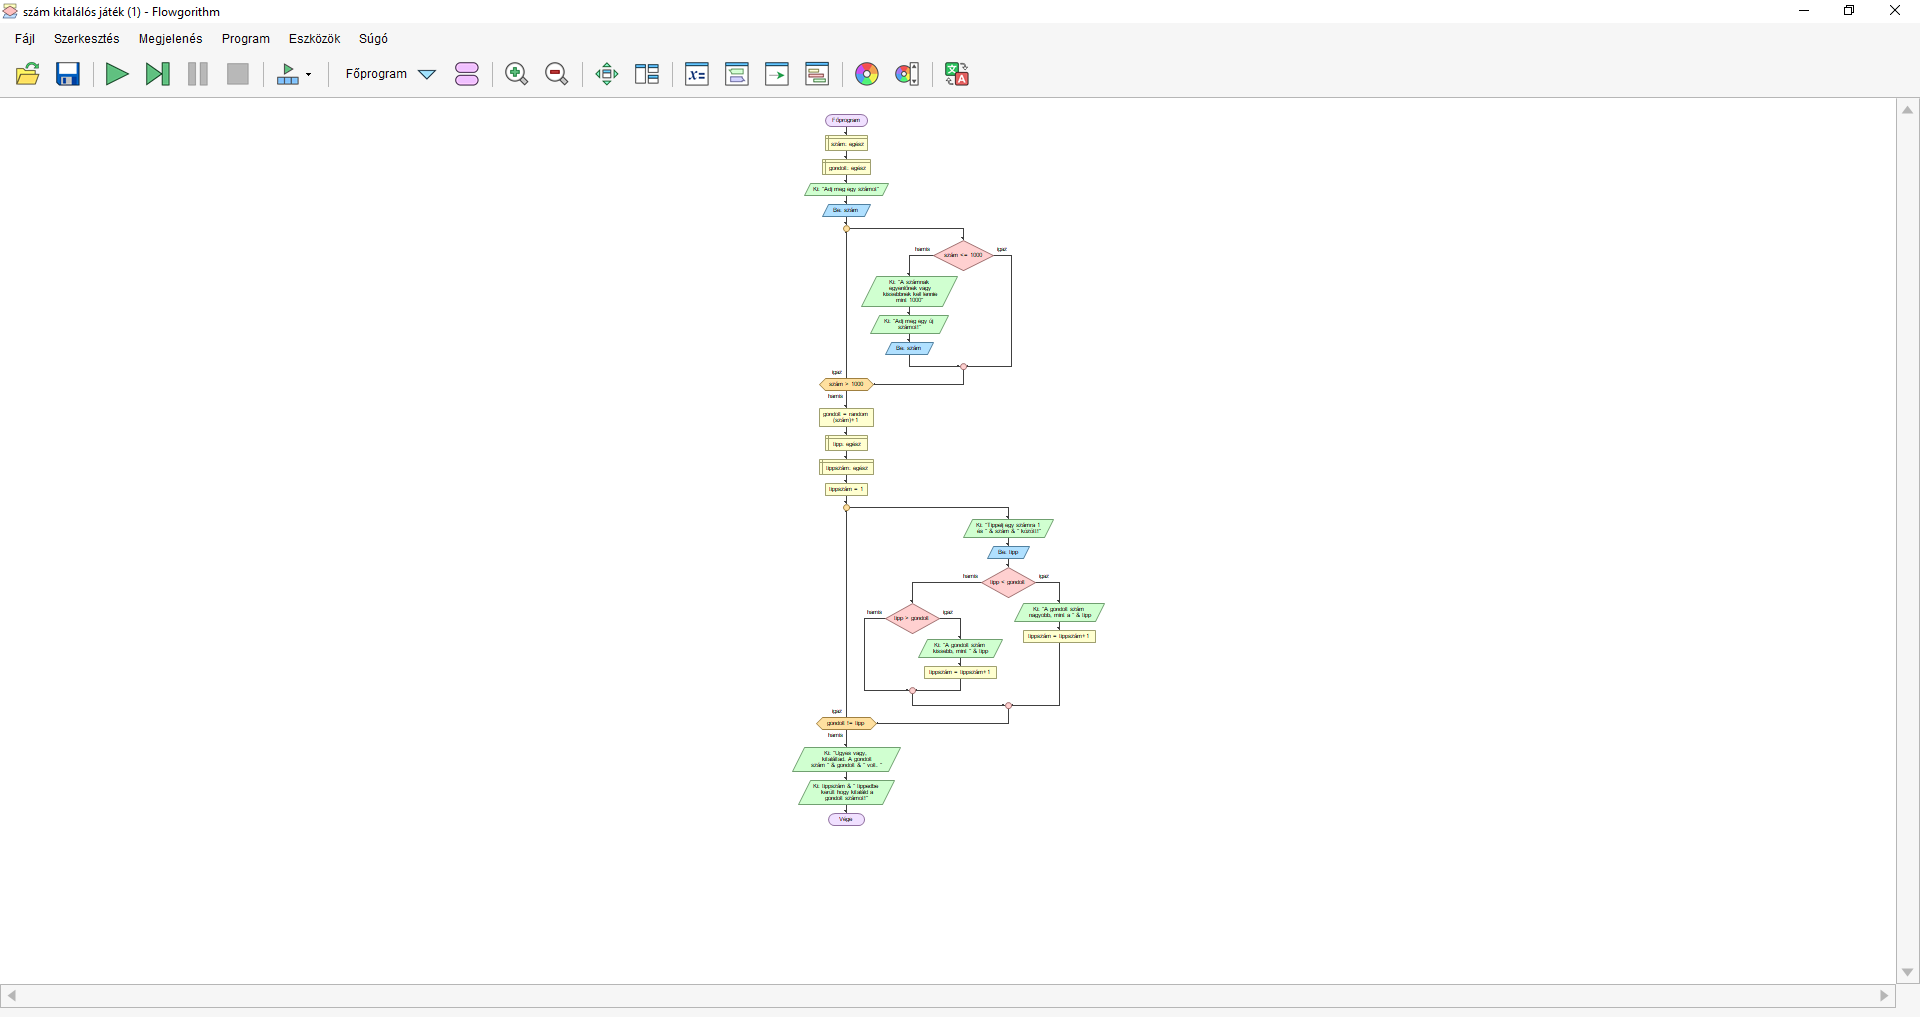 szám kitalálós játék (1) - Flowgorithm
Fájl Szerkesztés Megjelenés Program Eszközök Súgó
Főprogram
Főprogram
szám: egész
gondolt: egész
Ki: "Adj meg egy számot"
Be: szám
hamis igaz
szám <= 1000
Ki: "A számnak
egyenlőnek vagy
kissebbnek kell lennie
mint 1000"
Ki: "Adj meg egy új
számot!"
Be: szám
igaz
szám > 1000
hamis
gondolt = random
(szám)+1
tipp: egész
tippszám: egész
tippszám = 1
Ki: "Tippelj egy számra 1
és " & szám & " között!"
Be: tipp
hamis igaz
tipp < gondolt
Ki: "A gondolt szám
nagyobb, mint a " & tipp
tippszám = tippszám+1
hamis igaz
tipp > gondolt
Ki: "A gondolt szám
kissebb, mint " & tipp
tippszám = tippszám+1
igaz
gondolt != tipp
hamis
Ki: "Ügyes vagy,
kitaláltad. A gondolt
szám " & gondolt & " volt. "
Ki: tippszám & " tippedbe
került hogy kitaláld a
gondolt számot!"
Vége